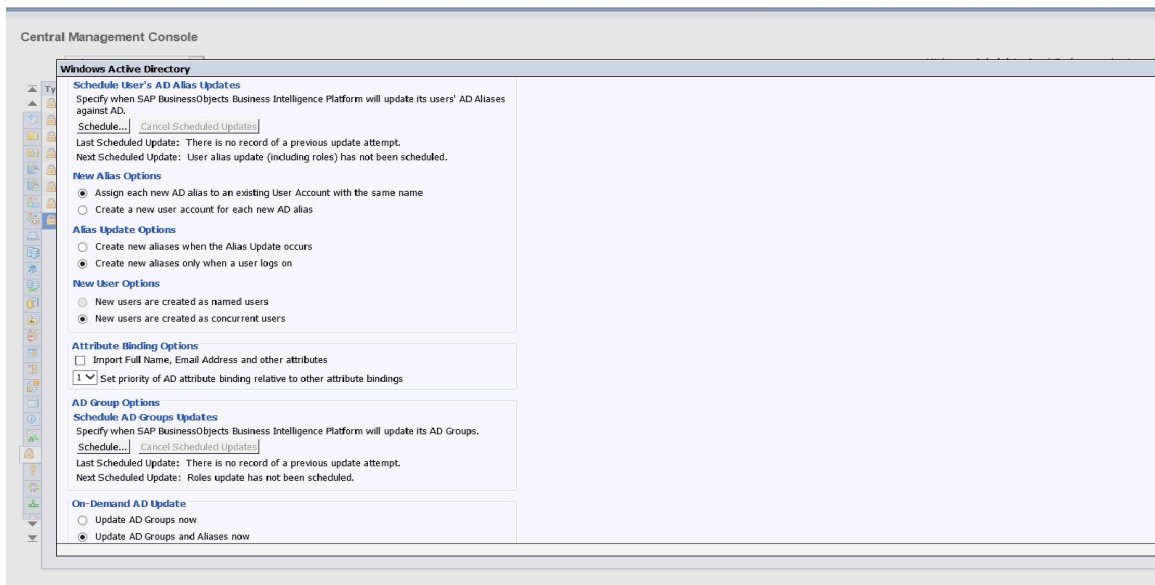 Central Management Console
Windows Active Directory
Ty
Schedule User's AD Alias Updates
Specify when SAP BusinessObjects Business Intelligence Platform will update its users' AD Aliases
against AD.
Schedule... Cancel Scheduled Updates
Last Scheduled Update: There is no record of a previous update attempt.
Next Scheduled Update: User alias update (including roles) has not been scheduled.
New Alias Options
Assign each new AD alias to an existing User Account with the same name
Create a new user account for each new AD alias
Alias Update Options
Create new aliases when the Alias Update occurs
Create new aliases only when a user logs on
New User Options
New users are created as named users
New users are created as concurrent users
Attribute Binding Options
Import Full Name, Email Address and other attributes
1 Set priority of AD attribute binding relative to other attribute bindings
AD Group Options
Schedule AD Groups Updates
Specify when SAP BusinessObjects Business Intelligence Platform will update its AD Groups.
Schedule... Cancel Scheduled Updates
Last Scheduled Update: There is no record of a previous update attempt.
Next Scheduled Update: Roles update has not been scheduled.
On-Demand AD Update
Update AD Groups now
Update AD Groups and Aliases now